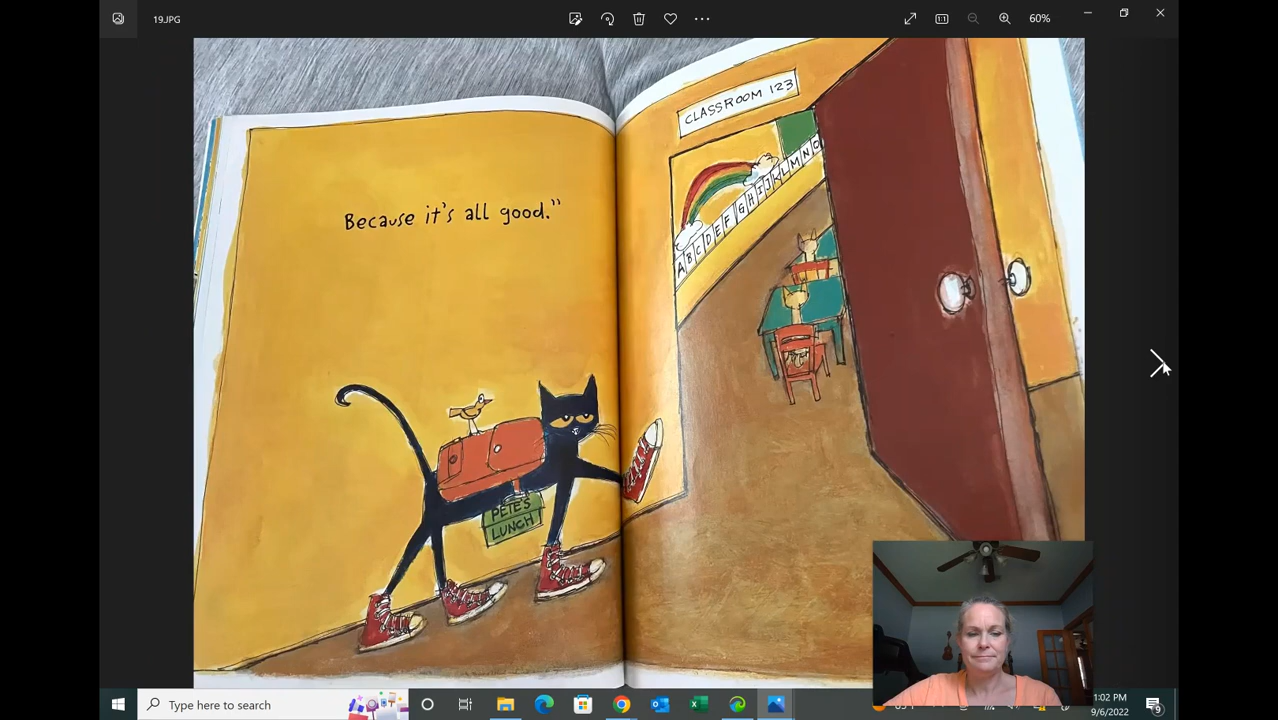 19.JPG
60%
CLASSROOM 123
A B C D E F G H I J K L M N O
Because it's all good."
PETE'S
LUNCH
Type here to search
1:02 PM
9/6/2022
9